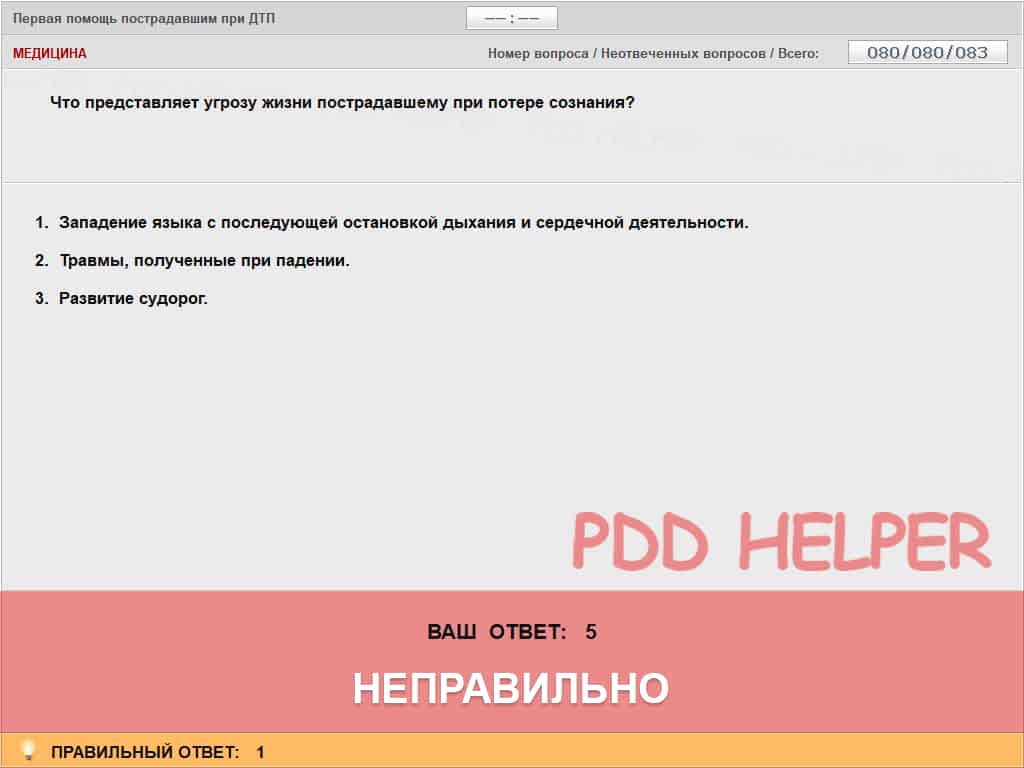 Первая помощь пострадавшим при ДТП
——:——
МЕДИЦИНА
Номер вопроса / Неотвеченных вопросов / Всего:
080/080/083
Что представляет угрозу жизни пострадавшему при потере сознания?
1. Западение языка с последующей остановкой дыхания и сердечной деятельности.
2. Травмы, полученные при падении.
3. Развитие судорог.
PDD HELPER
ВАШ ОТВЕТ: 5
НЕПРАВИЛЬНО
ПРАВИЛЬНЫЙ ОТВЕТ: 1